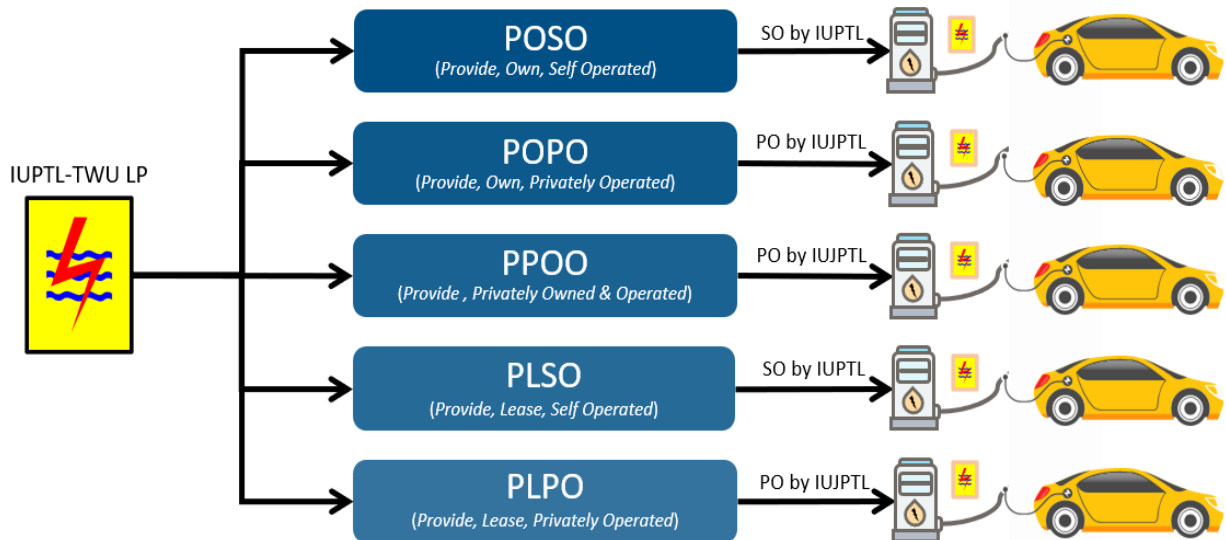 POSO
(Provide, Own, Self Operated)
SO by IUPTL
POPO
(Provide, Own, Privately Operated)
PO by IUJPTL
IUPTL-TWU LP
PPOO
(Provide , Privately Owned & Operated)
PO by IUJPTL
PLSO
(Provide, Lease, Self Operated)
SO by IUPTL
PLPO
(Provide, Lease, Privately Operated)
PO by IUJPTL